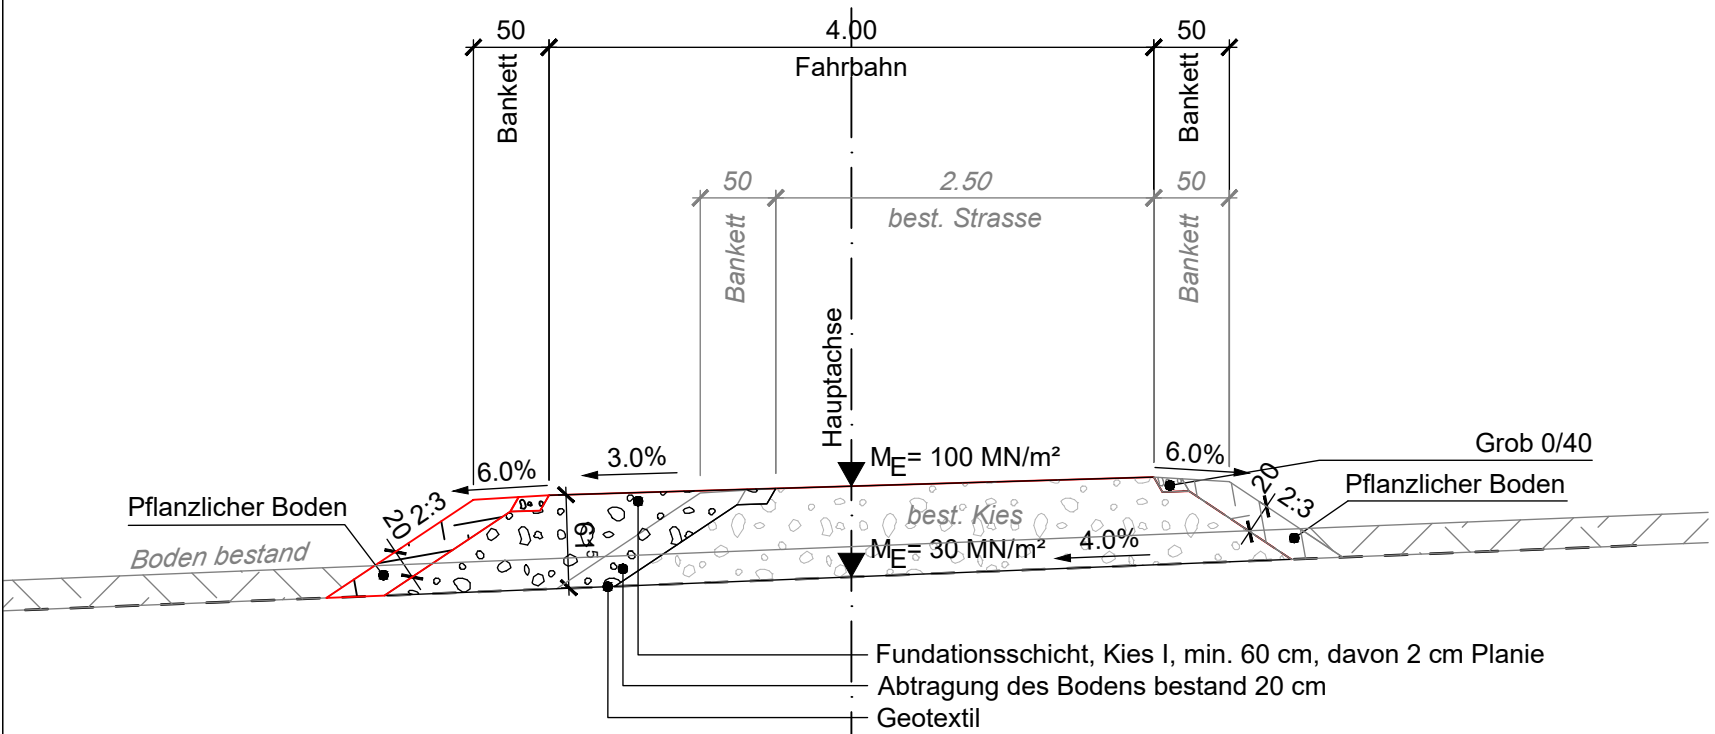 50
4.00
50
Bankett
Fahrbahn
Bankett
50
2.50
50
Bankett
best. Strasse
Bankett
Hauptachse
6.0%
3.0%
M_E= 100 MN/m²
6.0%
Grob 0/40
Pflanzlicher Boden
20
2:3
61⁵
best. Kies
20
2:3
Pflanzlicher Boden
Boden bestand
M_E= 30 MN/m²
4.0%
Fundationsschicht, Kies I, min. 60 cm, davon 2 cm Planie
Abtragung des Bodens bestand 20 cm
Geotextil